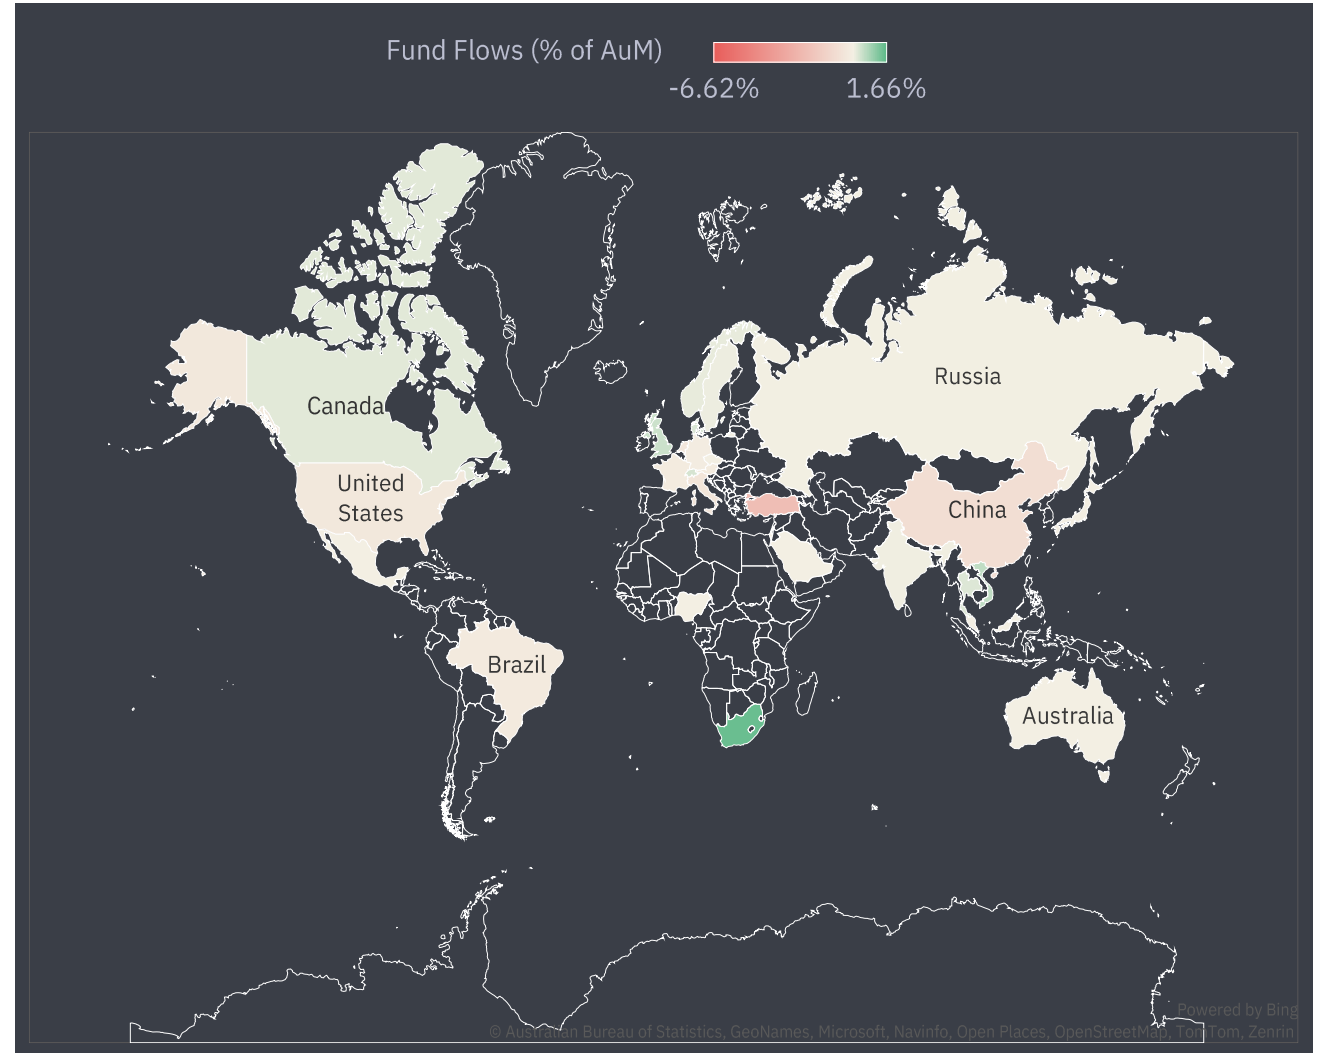 Fund Flows (% of AuM)
-6.62% 1.66%
Russia
Canada
United
States
China
Brazil
Australia
Powered by Bing
© Australian Bureau of Statistics, GeoNames, Microsoft, Navinfo, Open Places, OpenStreetMap, TomTom, Zenrin